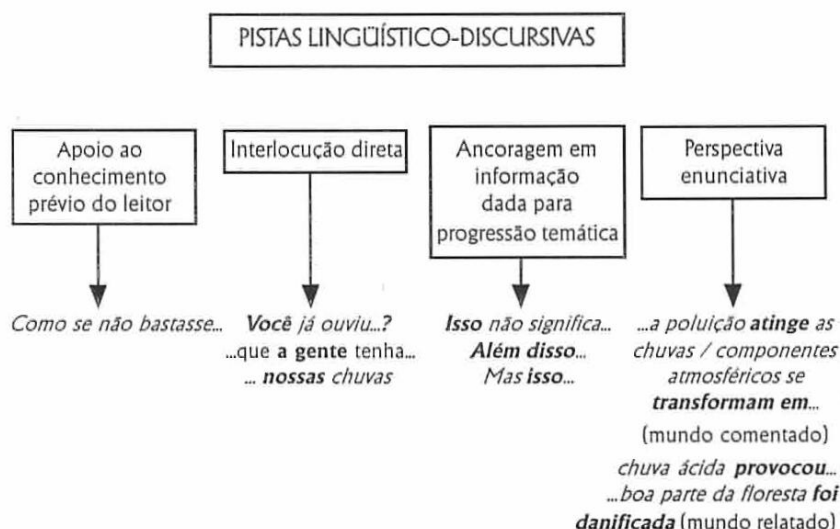 PISTAS LINGÜÍSTICO-DISCURSIVAS
Apoio ao
conhecimento
prévio do leitor
Interlocução direta
Ancoragem em
informação
dada para
progressão temática
Perspectiva
enunciativa
Como se não bastasse...
Você já ouviu...?
...que a gente tenha...
... nossas chuvas
Isso não significa...
Além disso...
Mas isso...
...a poluição atinge as
chuvas / componentes
atmosféricos se
transformam em...
(mundo comentado)
chuva ácida provocou...
...boa parte da floresta foi
danificada (mundo relatado)